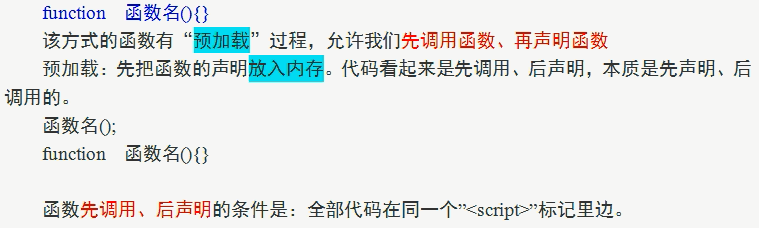 function 函数名(){}
该方式的函数有“预加载”过程，允许我们先调用函数、再声明函数
预加载：先把函数的声明放入内存。代码看起来是先调用、后声明，本质是先声明、后
调用的。
函数名();
function 函数名(){}
函数先调用、后声明的条件是：全部代码在同一个”<script>”标记里边。